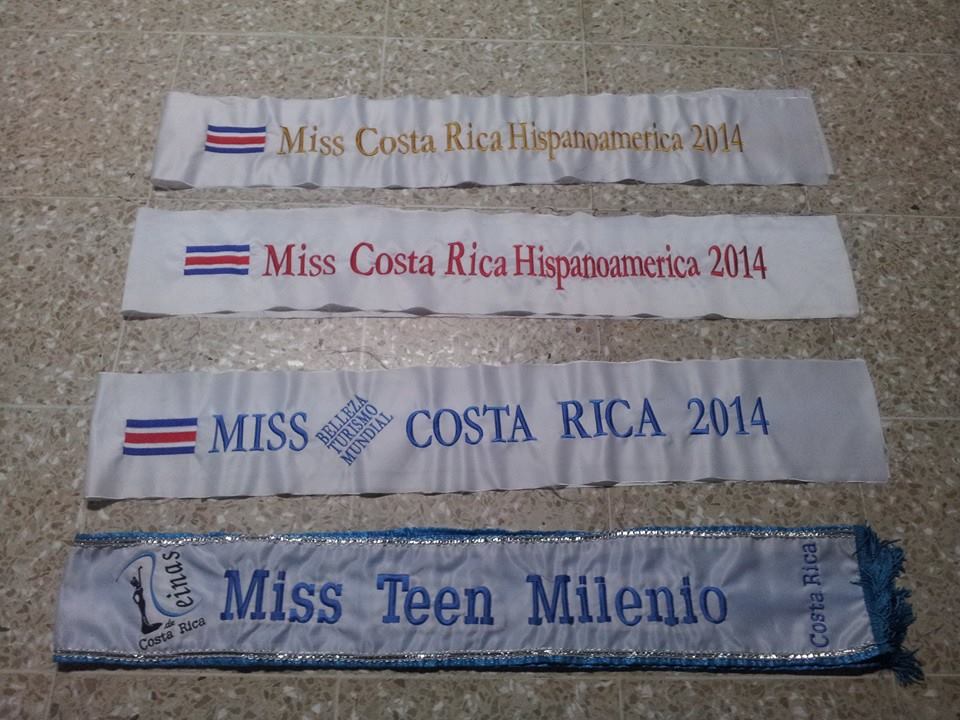 Miss Costa Rica Hispanoamerica 2014
Miss Costa Rica Hispanoamerica 2014
MISS BELLEZA TURISMO MUNDIAL COSTA RICA 2014
Reinas de Costa Rica
Miss Teen Milenio
Costa Rica